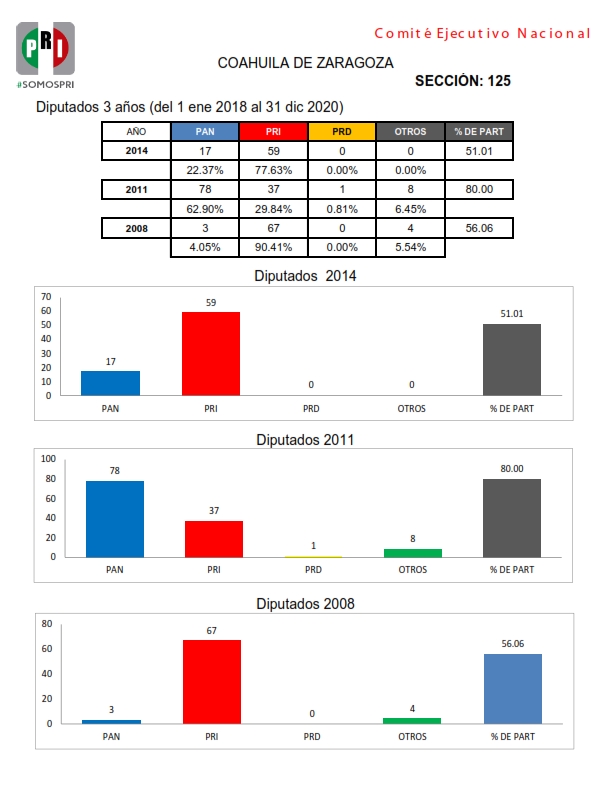 Comité Ejecutivo Nacional
PRI
#SOMOSPRI
COAHUILA DE ZARAGOZA
SECCIÓN: 125
Diputados 3 años (del 1 ene 2018 al 31 dic 2020)
AÑO PAN PRI PRD OTROS % DE PART
2014 17 59 0 0 51.01
22.37% 77.63% 0.00% 0.00%
2011 78 37 1 8 80.00
62.90% 29.84% 0.81% 6.45%
2008 3 67 0 4 56.06
4.05% 90.41% 0.00% 5.54%
Diputados 2014
70
60
50
40
30
20
10
0
17 59 0 0 51.01
PAN PRI PRD OTROS % DE PART
Diputados 2011
100
80
60
40
20
0
78 37 1 8 80.00
PAN PRI PRD OTROS % DE PART
Diputados 2008
80
60
40
20
0
3 67 0 4 56.06
PAN PRI PRD OTROS % DE PART